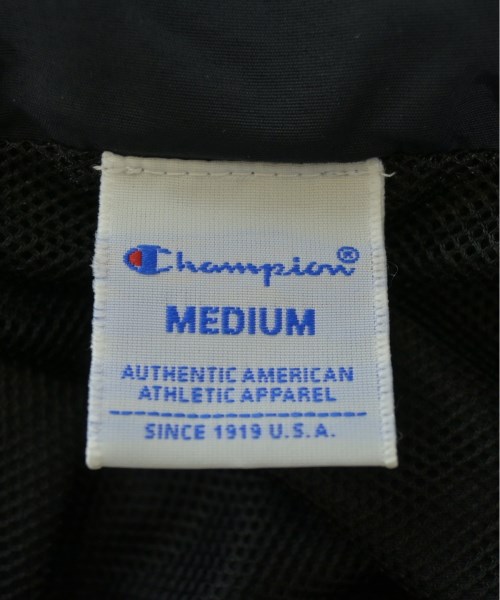 Champion®
MEDIUM
AUTHENTIC AMERICAN
ATHLETIC APPAREL
SINCE 1919 U.S.A.